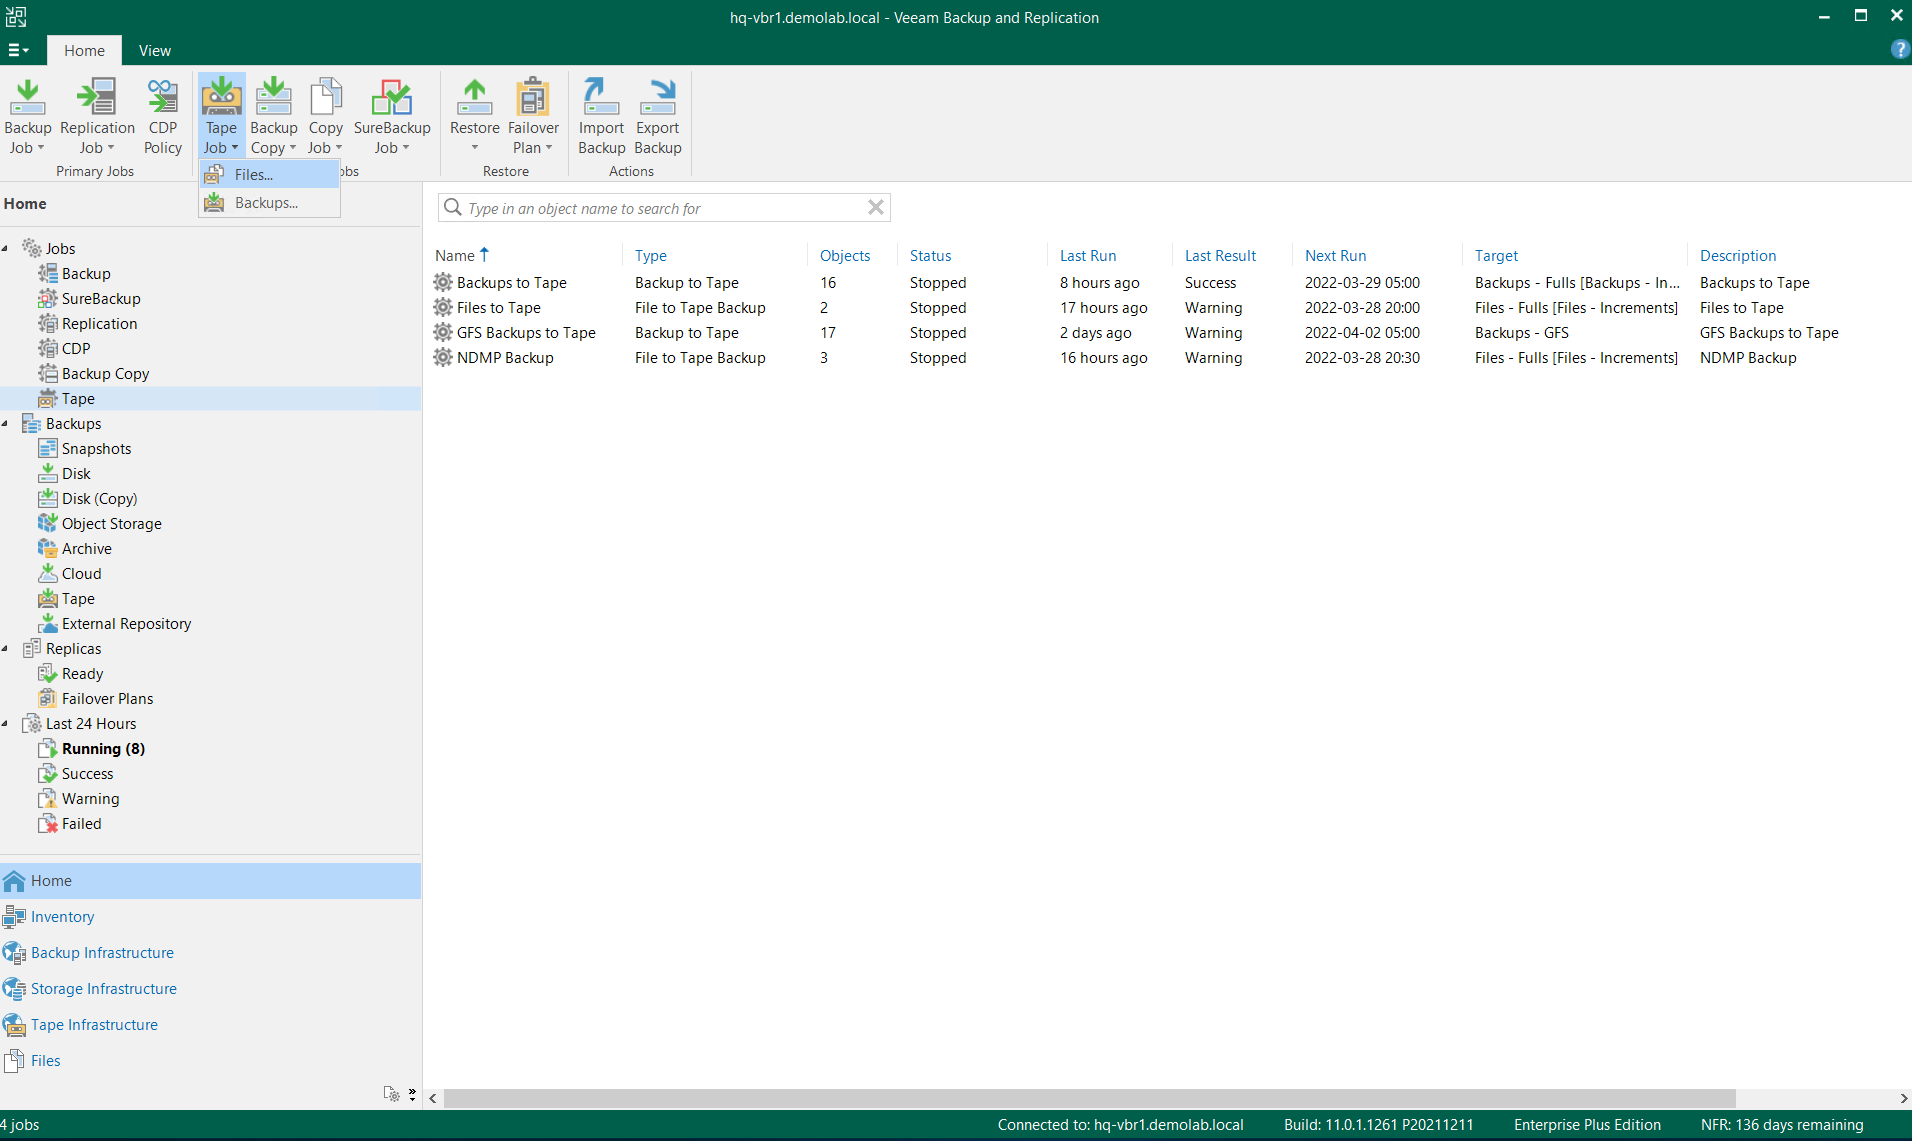 hq-vbr1.demolab.local - Veeam Backup and Replication
Home View
Backup Job
Replication Job
CDP Policy
Tape Job
Backup Copy
Copy Job
SureBackup Job
Restore
Failover Plan
Import Backup
Export Backup
Primary Jobs
obs
Restore
Actions
Files...
Backups...
Home
Type in an object name to search for
Jobs
Backup
SureBackup
Replication
CDP
Backup Copy
Tape
Backups
Snapshots
Disk
Disk (Copy)
Object Storage
Archive
Cloud
Tape
External Repository
Replicas
Ready
Failover Plans
Last 24 Hours
Running (8)
Success
Warning
Failed
Home
Inventory
Backup Infrastructure
Storage Infrastructure
Tape Infrastructure
Files
Name Type Objects Status Last Run Last Result Next Run Target Description
Backups to Tape Backup to Tape 16 Stopped 8 hours ago Success 2022-03-29 05:00 Backups - Fulls [Backups - In... Backups to Tape
Files to Tape File to Tape Backup 2 Stopped 17 hours ago Warning 2022-03-28 20:00 Files - Fulls [Files - Increments] Files to Tape
GFS Backups to Tape Backup to Tape 17 Stopped 2 days ago Warning 2022-04-02 05:00 Backups - GFS GFS Backups to Tape
NDMP Backup File to Tape Backup 3 Stopped 16 hours ago Warning 2022-03-28 20:30 Files - Fulls [Files - Increments] NDMP Backup
4 jobs Connected to: hq-vbr1.demolab.local Build: 11.0.1.1261 P20211211 Enterprise Plus Edition NFR: 136 days remaining